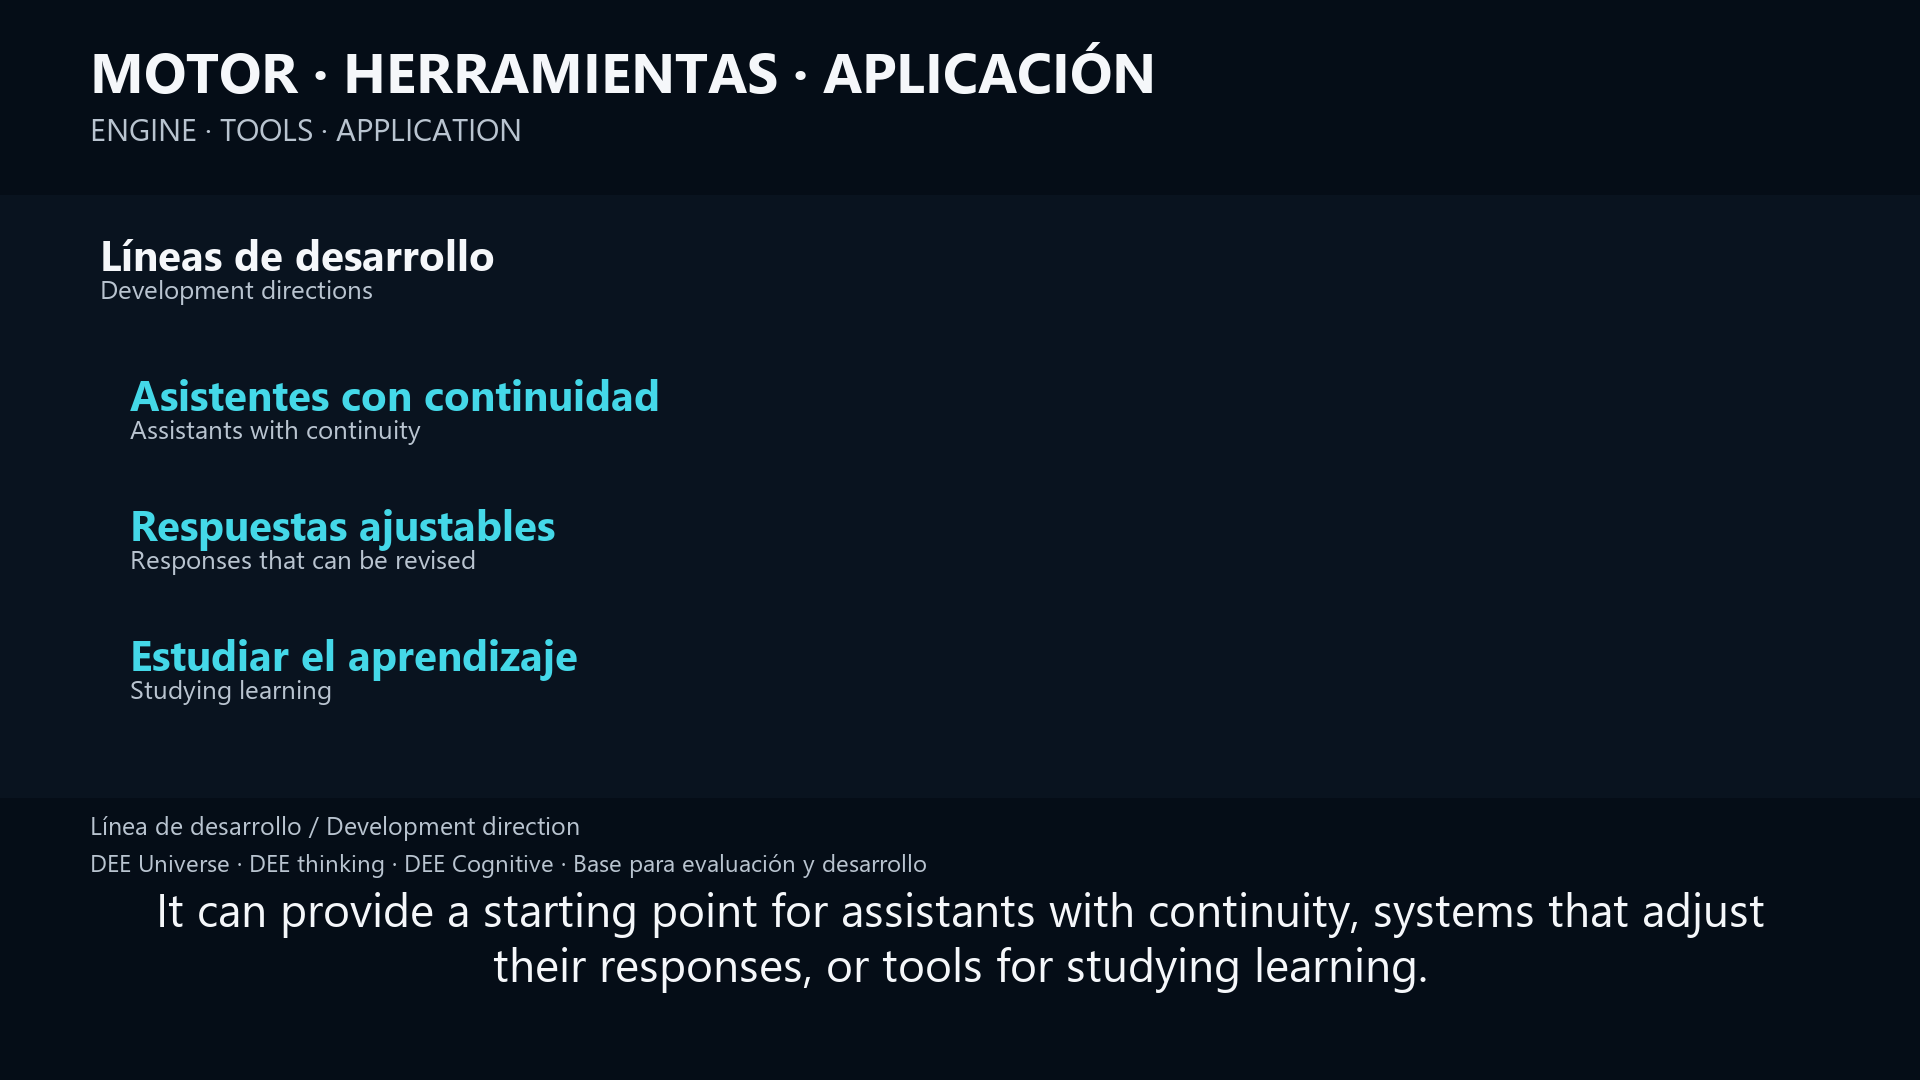 MOTOR · HERRAMIENTAS · APLICACIÓN
ENGINE · TOOLS · APPLICATION
Líneas de desarrollo
Development directions
Asistentes con continuidad
Assistants with continuity
Respuestas ajustables
Responses that can be revised
Estudiar el aprendizaje
Studying learning
Línea de desarrollo / Development direction
DEE Universe · DEE thinking · DEE Cognitive · Base para evaluación y desarrollo
It can provide a starting point for assistants with continuity, systems that adjust
their responses, or tools for studying learning.